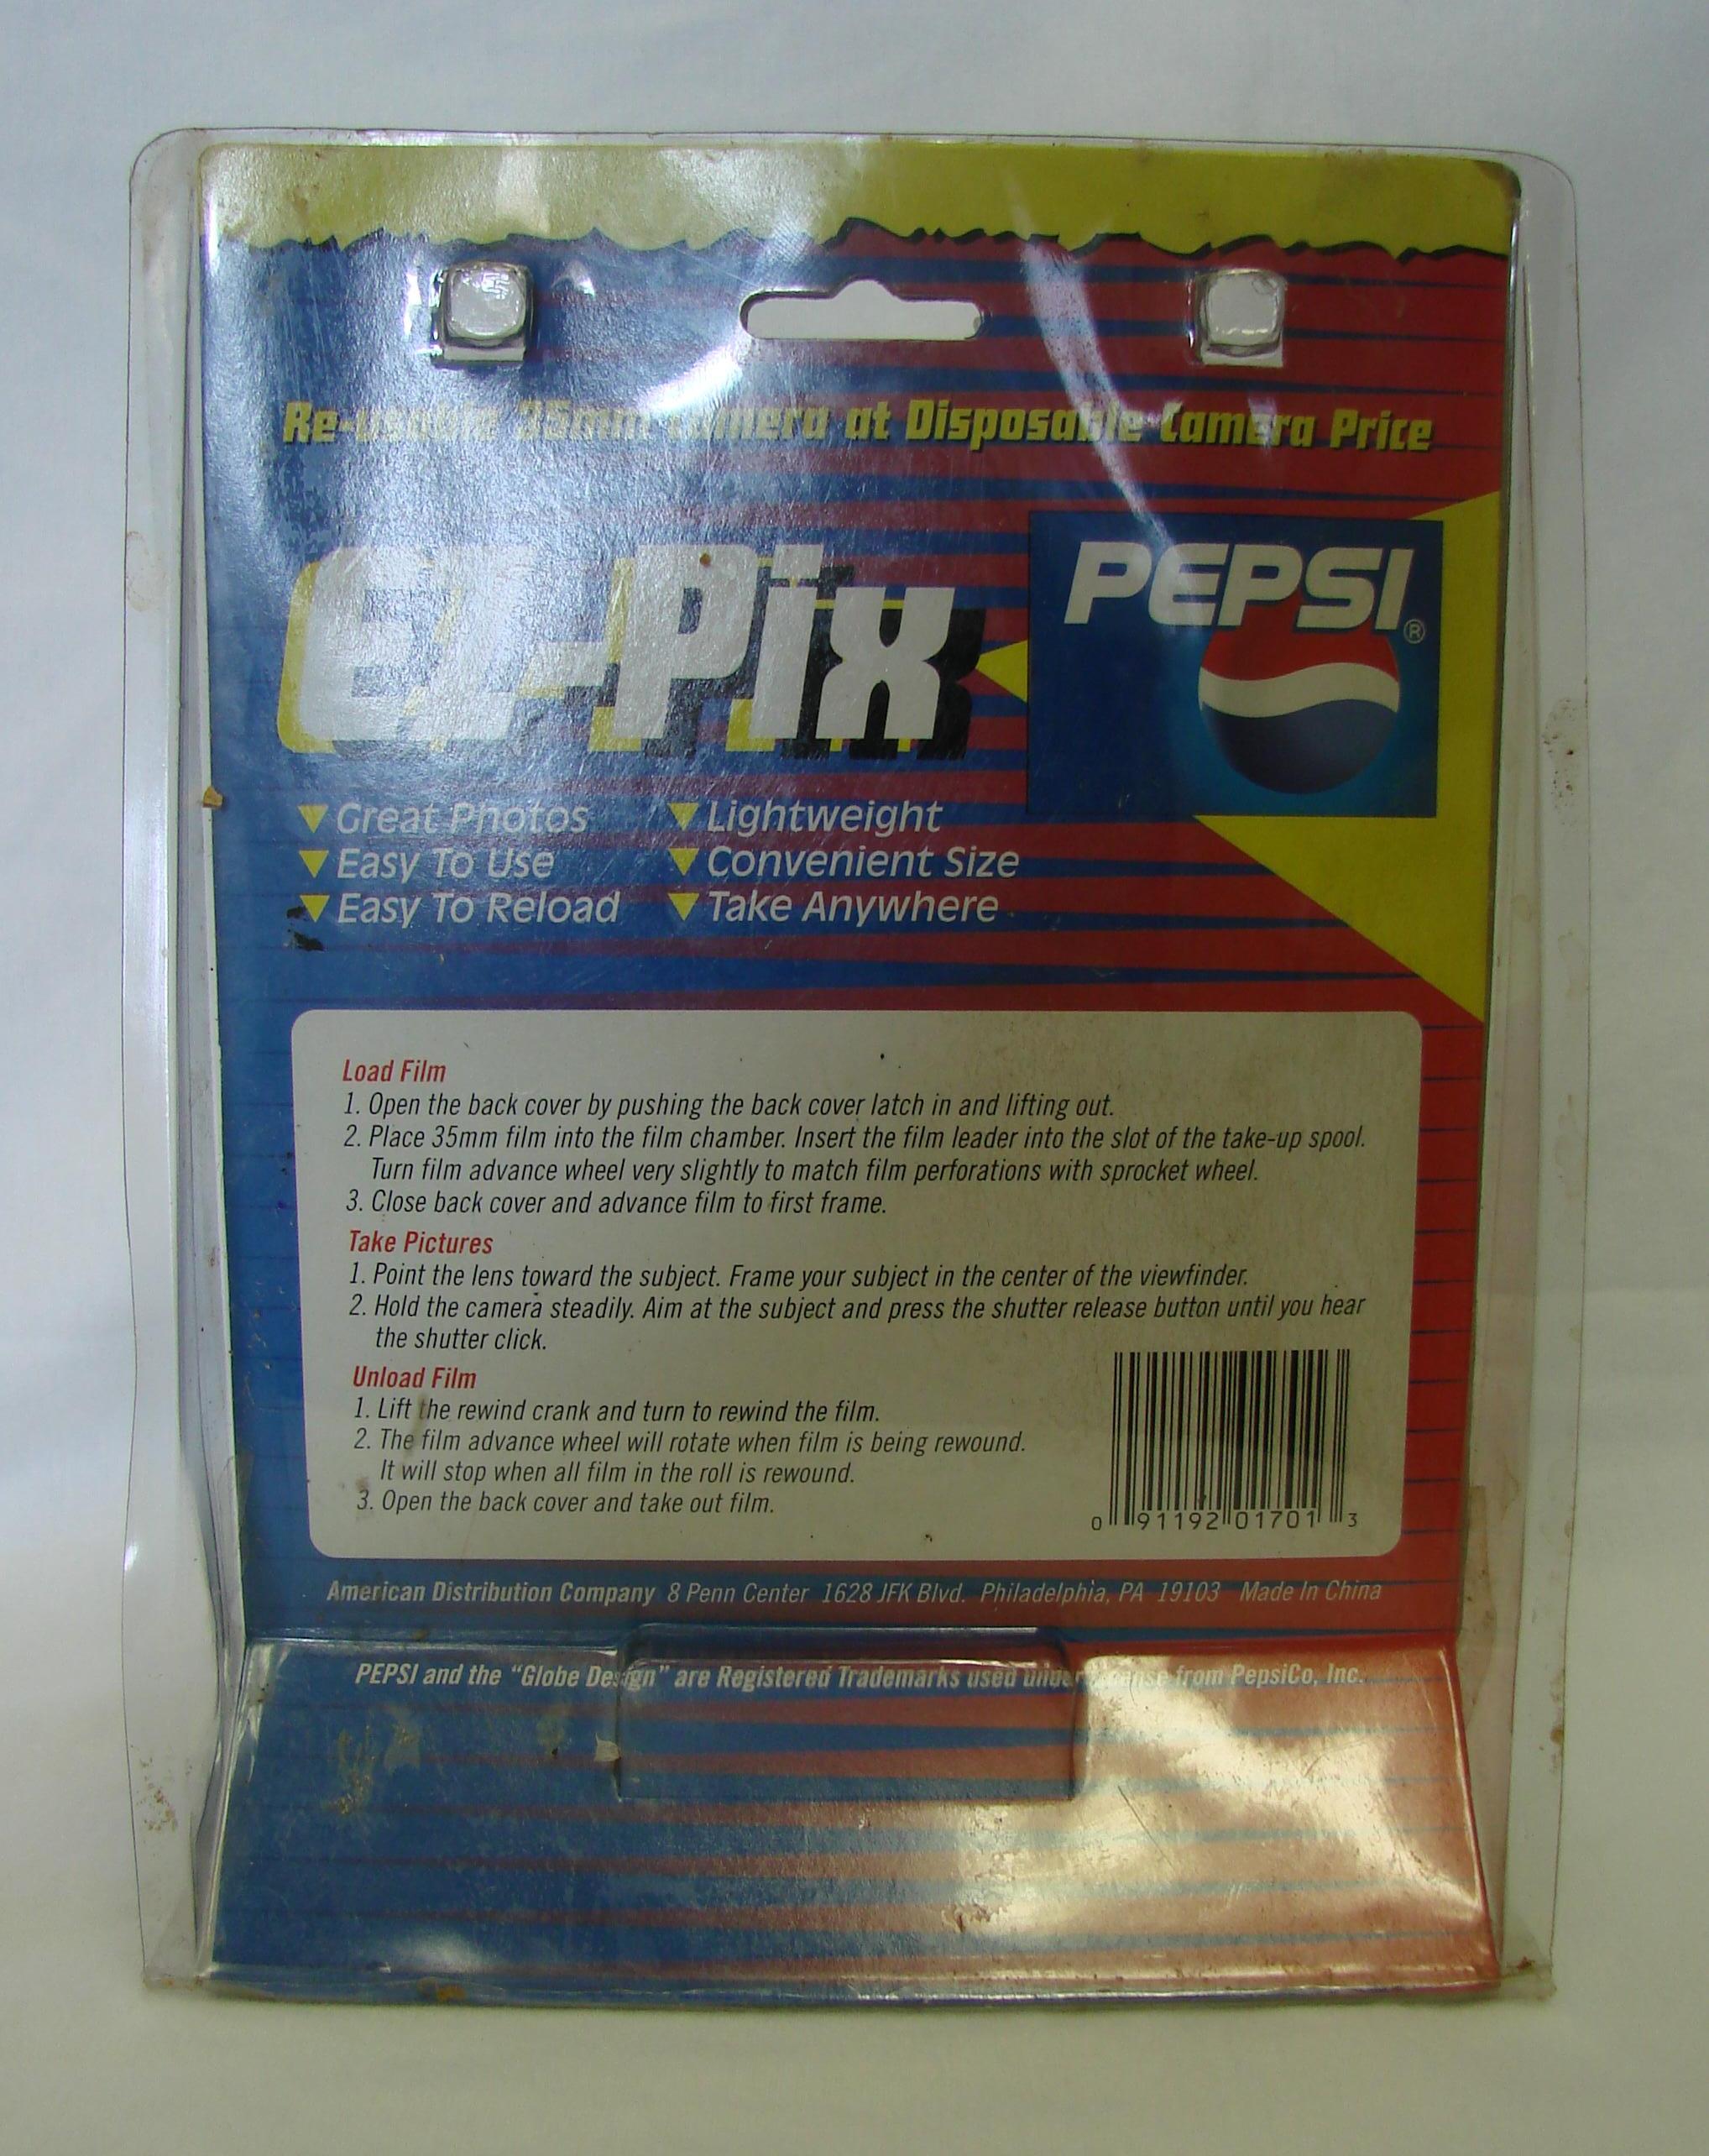 Re-usable 35mm Camera at Disposable Camera Price
EZ-Pix
PEPSI®
Great Photos
Easy To Use
Easy To Reload
Lightweight
Convenient Size
Take Anywhere
Load Film
1. Open the back cover by pushing the back cover latch in and lifting out.
2. Place 35mm film into the film chamber. Insert the film leader into the slot of the take-up spool.
Turn film advance wheel very slightly to match film perforations with sprocket wheel.
3. Close back cover and advance film to first frame.
Take Pictures
1. Point the lens toward the subject. Frame your subject in the center of the viewfinder.
2. Hold the camera steadily. Aim at the subject and press the shutter release button until you hear
the shutter click.
Unload Film
1. Lift the rewind crank and turn to rewind the film.
2. The film advance wheel will rotate when film is being rewound.
It will stop when all film in the roll is rewound.
3. Open the back cover and take out film.
0 91192 01701 3
American Distribution Company 8 Penn Center 1628 JFK Blvd. Philadelphia, PA 19103 Made In China
PEPSI and the “Globe Design” are Registered Trademarks used under license from PepsiCo, Inc.